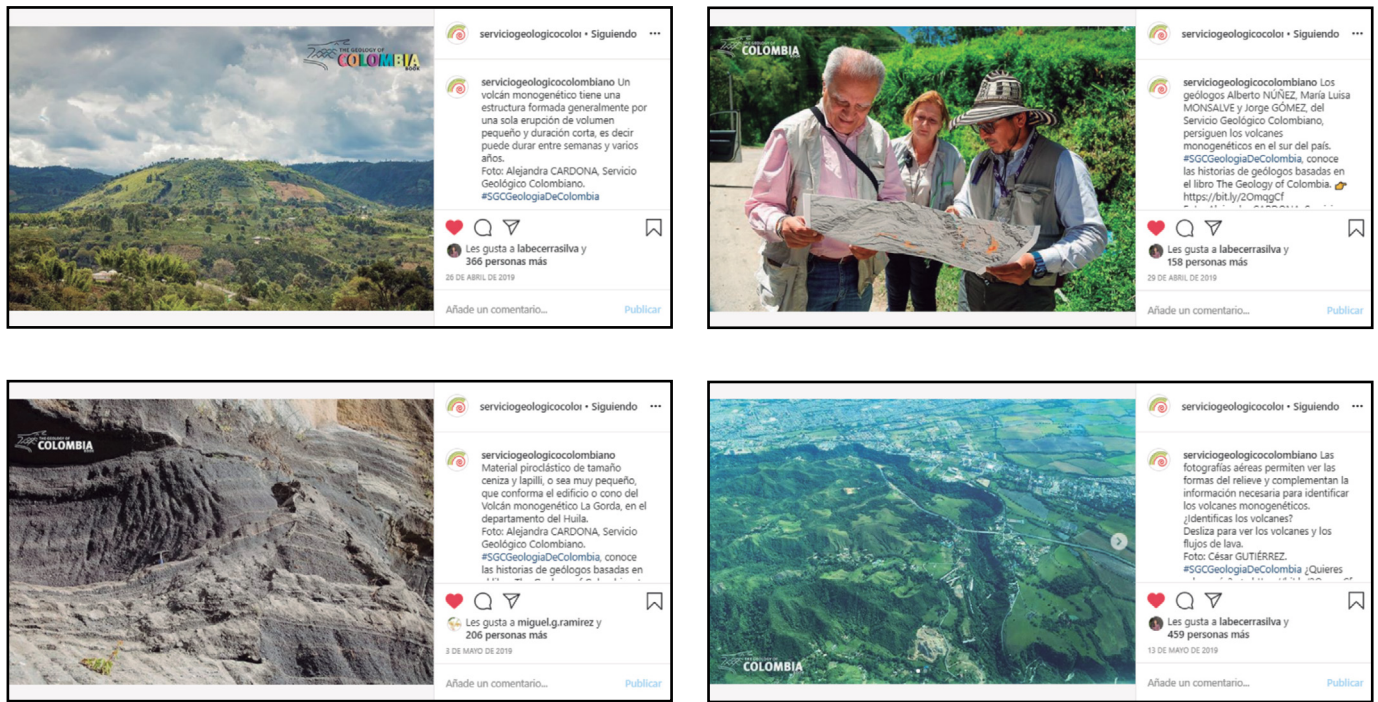 THE GEOLOGY OF
COLOMBIA
BOOK
serviciogeologicocolor • Siguiendo
serviciogeologicocolombiano Un
volcán monogenético tiene una
estructura formada generalmente por
una sola erupción de volumen
pequeño y duración corta, es decir
puede durar entre semanas y varios
años.
Foto: Alejandra CARDONA, Servicio
Geológico Colombiano.
#SGCGeologiaDeColombia
Les gusta a labecerrasilva y
366 personas más
26 DE ABRIL DE 2019
Añade un comentario...
Publicar
THE GEOLOGY OF
COLOMBIA
BOOK
serviciogeologicocolor • Siguiendo
serviciogeologicocolombiano Los
geólogos Alberto NÚÑEZ, María Luisa
MONSALVE y Jorge GÓMEZ, del
Servicio Geológico Colombiano,
persiguen los volcanes
monogenéticos en el sur del país.
#SGCGeologiaDeColombia, conoce
las historias de geólogos basadas en
el libro The Geology of Colombia. 👉
https://bit.ly/2OmqgCf
Les gusta a labecerrasilva y
158 personas más
29 DE ABRIL DE 2019
Añade un comentario...
Publicar
THE GEOLOGY OF
COLOMBIA
BOOK
serviciogeologicocolor • Siguiendo
serviciogeologicocolombiano
Material piroclástico de tamaño
ceniza y lapilli, o sea muy pequeño,
que conforma el edificio o cono del
Volcán monogenético La Gorda, en el
departamento del Huila.
Foto: Alejandra CARDONA, Servicio
Geológico Colombiano.
#SGCGeologiaDeColombia, conoce
las historias de geólogos basadas en
Les gusta a miguel.g.ramirez y
206 personas más
3 DE MAYO DE 2019
Añade un comentario...
Publicar
THE GEOLOGY OF
COLOMBIA
BOOK
serviciogeologicocolor • Siguiendo
serviciogeologicocolombiano Las
fotografías aéreas permiten ver las
formas del relieve y complementan la
información necesaria para identificar
los volcanes monogenéticos.
¿Identificas los volcanes?
Desliza para ver los volcanes y los
flujos de lava.
Foto: César GUTIÉRREZ.
#SGCGeologiaDeColombia ¿Quieres
Les gusta a labecerrasilva y
459 personas más
13 DE MAYO DE 2019
Añade un comentario...
Publicar